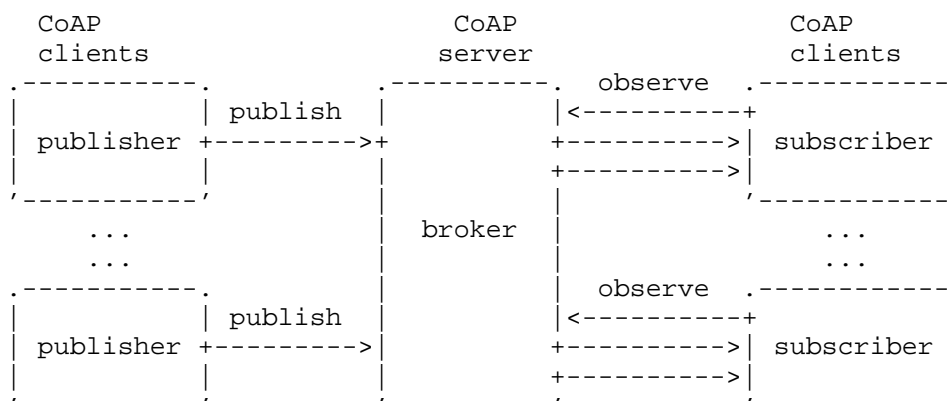 CoAP CoAP CoAP
clients server clients
observe
publish
publisher subscriber
... broker ...
... ...
observe
publish
publisher subscriber